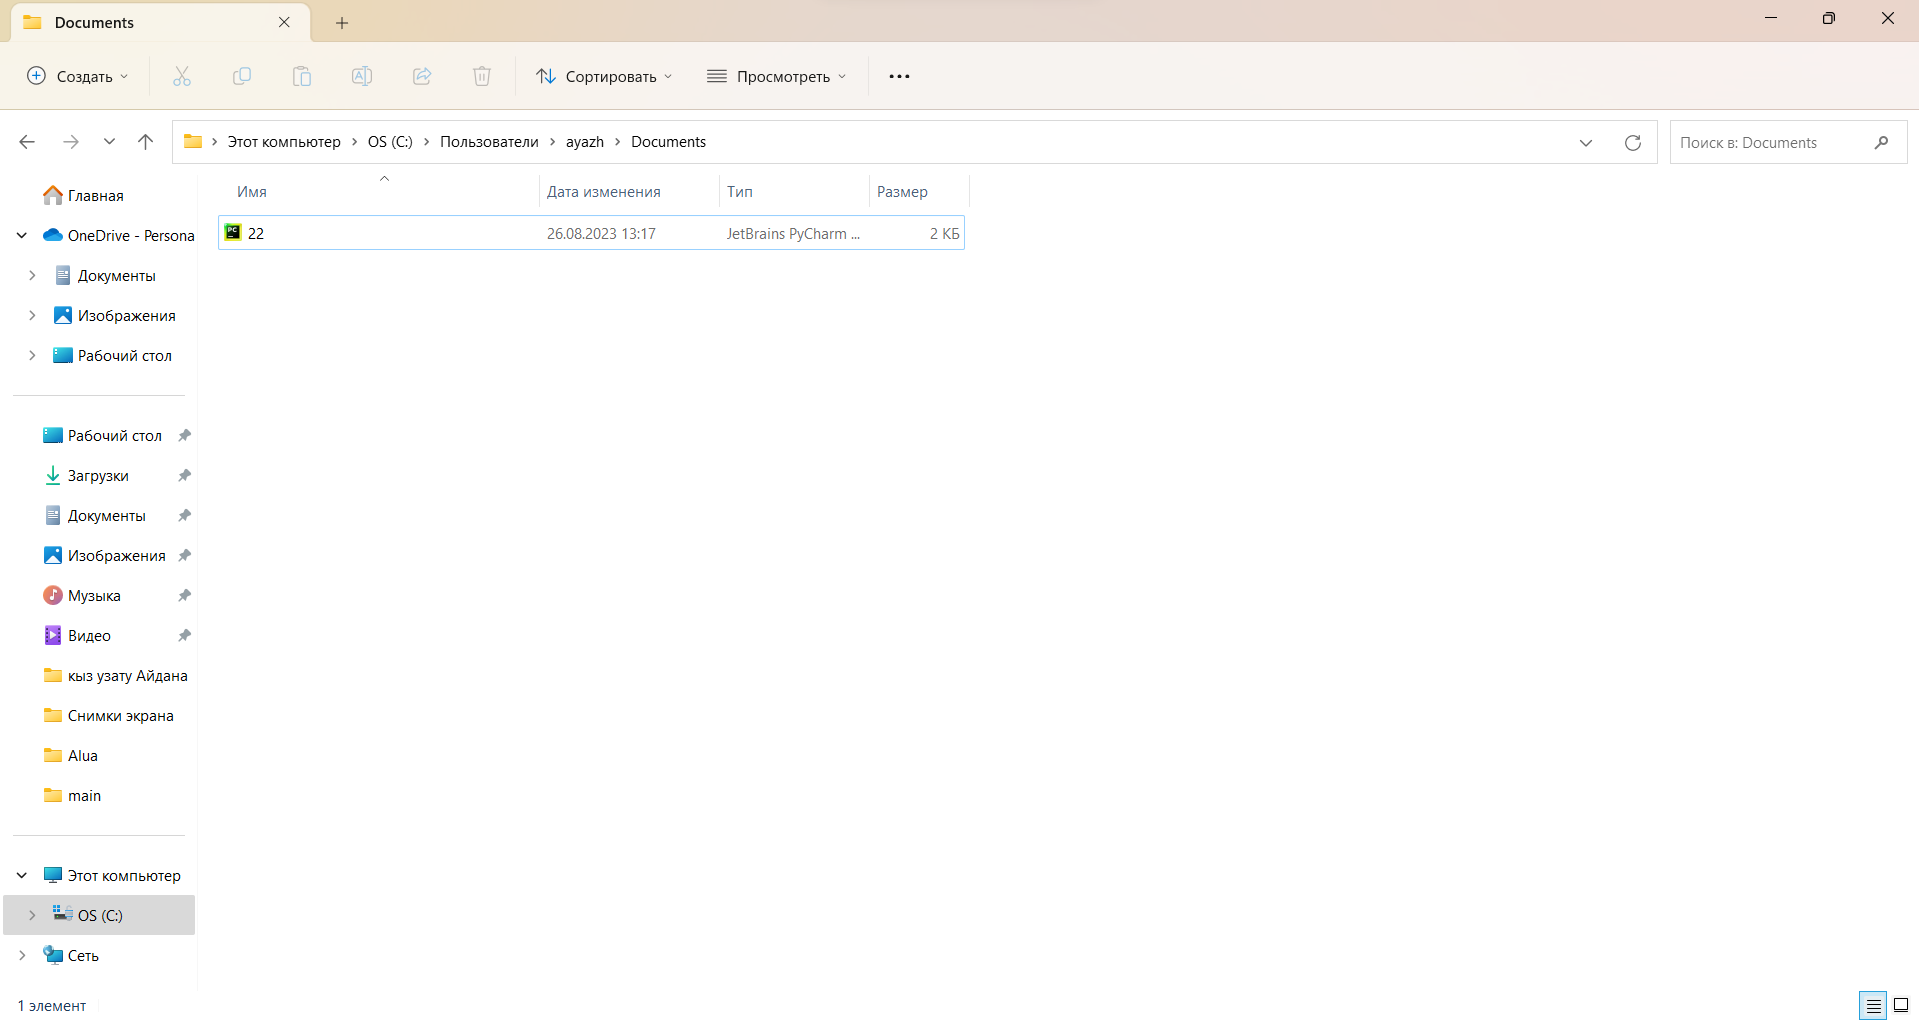 Documents
Создать
Сортировать
Просмотреть
Этот компьютер > OS (C:) > Пользователи > ayazh > Documents
Поиск в: Documents
Имя Дата изменения Тип Размер
22 26.08.2023 13:17 JetBrains PyCharm ... 2 КБ
Главная
OneDrive - Persona
Документы
Изображения
Рабочий стол
Рабочий стол
Загрузки
Документы
Изображения
Музыка
Видео
кыз узату Айдана
Снимки экрана
Alua
main
Этот компьютер
OS (C:)
Сеть
1 элемент